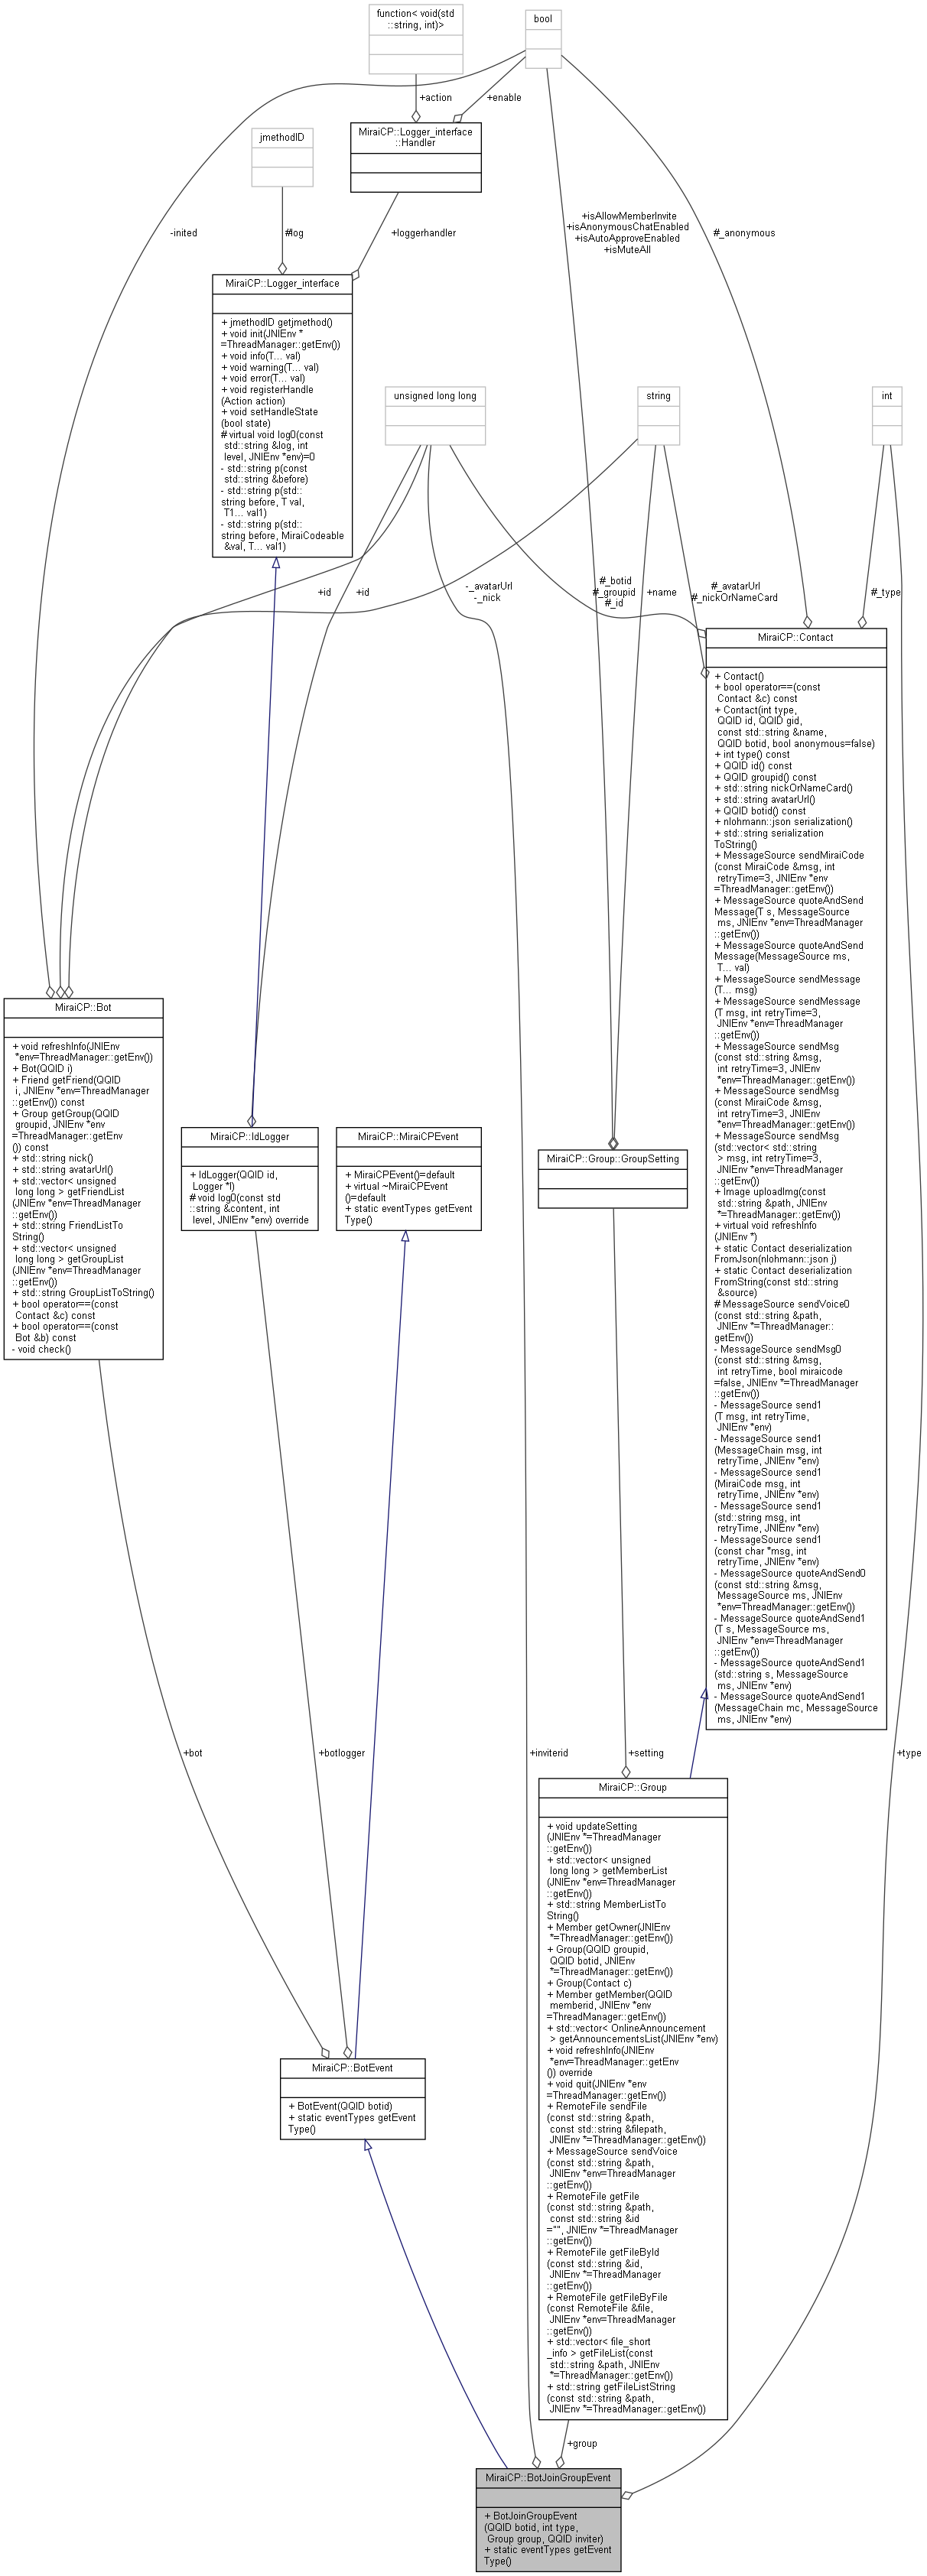 function< void(std
::string, int)>
bool
+action
+enable
jmethodID
MiraiCP::Logger_interface
::Handler
-inited
#log
+loggerhandler
+isAllowMemberInvite
+isAnonymousChatEnabled
+isAutoApproveEnabled
+isMuteAll
#_anonymous
MiraiCP::Logger_interface
+ jmethodID getjmethod()
+ void init(JNIEnv *
=ThreadManager::getEnv())
+ void info(T... val)
+ void warning(T... val)
+ void error(T... val)
+ void registerHandle
(Action action)
+ void setHandleState
(bool state)
# virtual void log0(const
std::string &log, int
level, JNIEnv *env)=0
- std::string p(const
std::string &before)
- std::string p(std::
string before, T val,
T1... val1)
- std::string p(std::
string before, MiraiCodeable
&val, T... val1)
unsigned long long
string
int
+id
+id
-_avatarUrl
-_nick
#_botid
#_groupid
#_id
+name
#_avatarUrl
#_nickOrNameCard
#_type
MiraiCP::Contact
+ Contact()
+ bool operator==(const
Contact &c) const
+ Contact(int type,
QQID id, QQID gid,
const std::string &name,
QQID botid, bool anonymous=false)
+ int type() const
+ QQID id() const
+ QQID groupid() const
+ std::string nickOrNameCard()
+ std::string avatarUrl()
+ QQID botid() const
+ nlohmann::json serialization()
+ std::string serialization
ToString()
+ MessageSource sendMiraiCode
(const MiraiCode &msg, int
retryTime=3, JNIEnv *env
=ThreadManager::getEnv())
+ MessageSource quoteAndSend
Message(T s, MessageSource
ms, JNIEnv *env=ThreadManager
::getEnv())
+ MessageSource quoteAndSend
Message(MessageSource ms,
T... val)
+ MessageSource sendMessage
(T... msg)
+ MessageSource sendMessage
(T msg, int retryTime=3,
JNIEnv *env=ThreadManager
::getEnv())
+ MessageSource sendMsg
(const std::string &msg,
int retryTime=3, JNIEnv
*env=ThreadManager::getEnv())
+ MessageSource sendMsg
(const MiraiCode &msg,
int retryTime=3, JNIEnv
*env=ThreadManager::getEnv())
+ MessageSource sendMsg
(std::vector< std::string
> msg, int retryTime=3,
JNIEnv *env=ThreadManager
::getEnv())
+ Image uploadImg(const
std::string &path, JNIEnv
*=ThreadManager::getEnv())
+ virtual void refreshInfo
(JNIEnv *)
+ static Contact deserialization
FromJson(nlohmann::json j)
+ static Contact deserialization
FromString(const std::string
&source)
# MessageSource sendVoice0
(const std::string &path,
JNIEnv *=ThreadManager::
getEnv())
- MessageSource sendMsg0
(const std::string &msg,
int retryTime, bool miraicode
=false, JNIEnv *=ThreadManager
::getEnv())
- MessageSource send1
(T msg, int retryTime,
JNIEnv *env)
- MessageSource send1
(MessageChain msg, int
retryTime, JNIEnv *env)
- MessageSource send1
(MiraiCode msg, int
retryTime, JNIEnv *env)
- MessageSource send1
(std::string msg, int
retryTime, JNIEnv *env)
- MessageSource send1
(const char *msg, int
retryTime, JNIEnv *env)
- MessageSource quoteAndSend0
(const std::string &msg,
MessageSource ms, JNIEnv
*env=ThreadManager::getEnv())
- MessageSource quoteAndSend1
(T s, MessageSource ms,
JNIEnv *env=ThreadManager
::getEnv())
- MessageSource quoteAndSend1
(std::string s, MessageSource
ms, JNIEnv *env)
- MessageSource quoteAndSend1
(MessageChain mc, MessageSource
ms, JNIEnv *env)
MiraiCP::Bot
+ void refreshInfo(JNIEnv
*env=ThreadManager::getEnv())
+ Bot(QQID i)
+ Friend getFriend(QQID
i, JNIEnv *env=ThreadManager
::getEnv()) const
+ Group getGroup(QQID
groupid, JNIEnv *env
=ThreadManager::getEnv
()) const
+ std::string nick()
+ std::string avatarUrl()
+ std::vector< unsigned
long long > getFriendList
(JNIEnv *env=ThreadManager
::getEnv())
+ std::string FriendListTo
String()
+ std::vector< unsigned
long long > getGroupList
(JNIEnv *env=ThreadManager
::getEnv())
+ std::string GroupListToString()
+ bool operator==(const
Contact &c) const
+ bool operator==(const
Bot &b) const
- void check()
MiraiCP::IdLogger
+ IdLogger(QQID id,
Logger *l)
# void log0(const std
::string &content, int
level, JNIEnv *env) override
MiraiCP::MiraiCPEvent
+ MiraiCPEvent()=default
+ virtual ~MiraiCPEvent
()=default
+ static eventTypes getEvent
Type()
MiraiCP::Group::GroupSetting
+bot
+botlogger
+inviterid
+setting
+type
MiraiCP::Group
+ void updateSetting
(JNIEnv *=ThreadManager
::getEnv())
+ std::vector< unsigned
long long > getMemberList
(JNIEnv *env=ThreadManager
::getEnv())
+ std::string MemberListTo
String()
+ Member getOwner(JNIEnv
*=ThreadManager::getEnv())
+ Group(QQID groupid,
QQID botid, JNIEnv
*=ThreadManager::getEnv())
+ Group(Contact c)
+ Member getMember(QQID
memberid, JNIEnv *env
=ThreadManager::getEnv())
+ std::vector< OnlineAnnouncement
> getAnnouncementsList(JNIEnv *env)
+ void refreshInfo(JNIEnv
*env=ThreadManager::getEnv
()) override
+ void quit(JNIEnv *env
=ThreadManager::getEnv())
+ RemoteFile sendFile
(const std::string &path,
const std::string &filepath,
JNIEnv *=ThreadManager::getEnv())
+ MessageSource sendVoice
(const std::string &path,
JNIEnv *env=ThreadManager
::getEnv())
+ RemoteFile getFile
(const std::string &path,
const std::string &id
="", JNIEnv *=ThreadManager
::getEnv())
+ RemoteFile getFileById
(const std::string &id,
JNIEnv *=ThreadManager
::getEnv())
+ RemoteFile getFileByFile
(const RemoteFile &file,
JNIEnv *env=ThreadManager
::getEnv())
+ std::vector< file_short
_info > getFileList(const
std::string &path, JNIEnv
*=ThreadManager::getEnv())
+ std::string getFileListString
(const std::string &path,
JNIEnv *=ThreadManager::getEnv())
MiraiCP::BotEvent
+ BotEvent(QQID botid)
+ static eventTypes getEvent
Type()
+group
MiraiCP::BotJoinGroupEvent
+ BotJoinGroupEvent
(QQID botid, int type,
Group group, QQID inviter)
+ static eventTypes getEvent
Type()